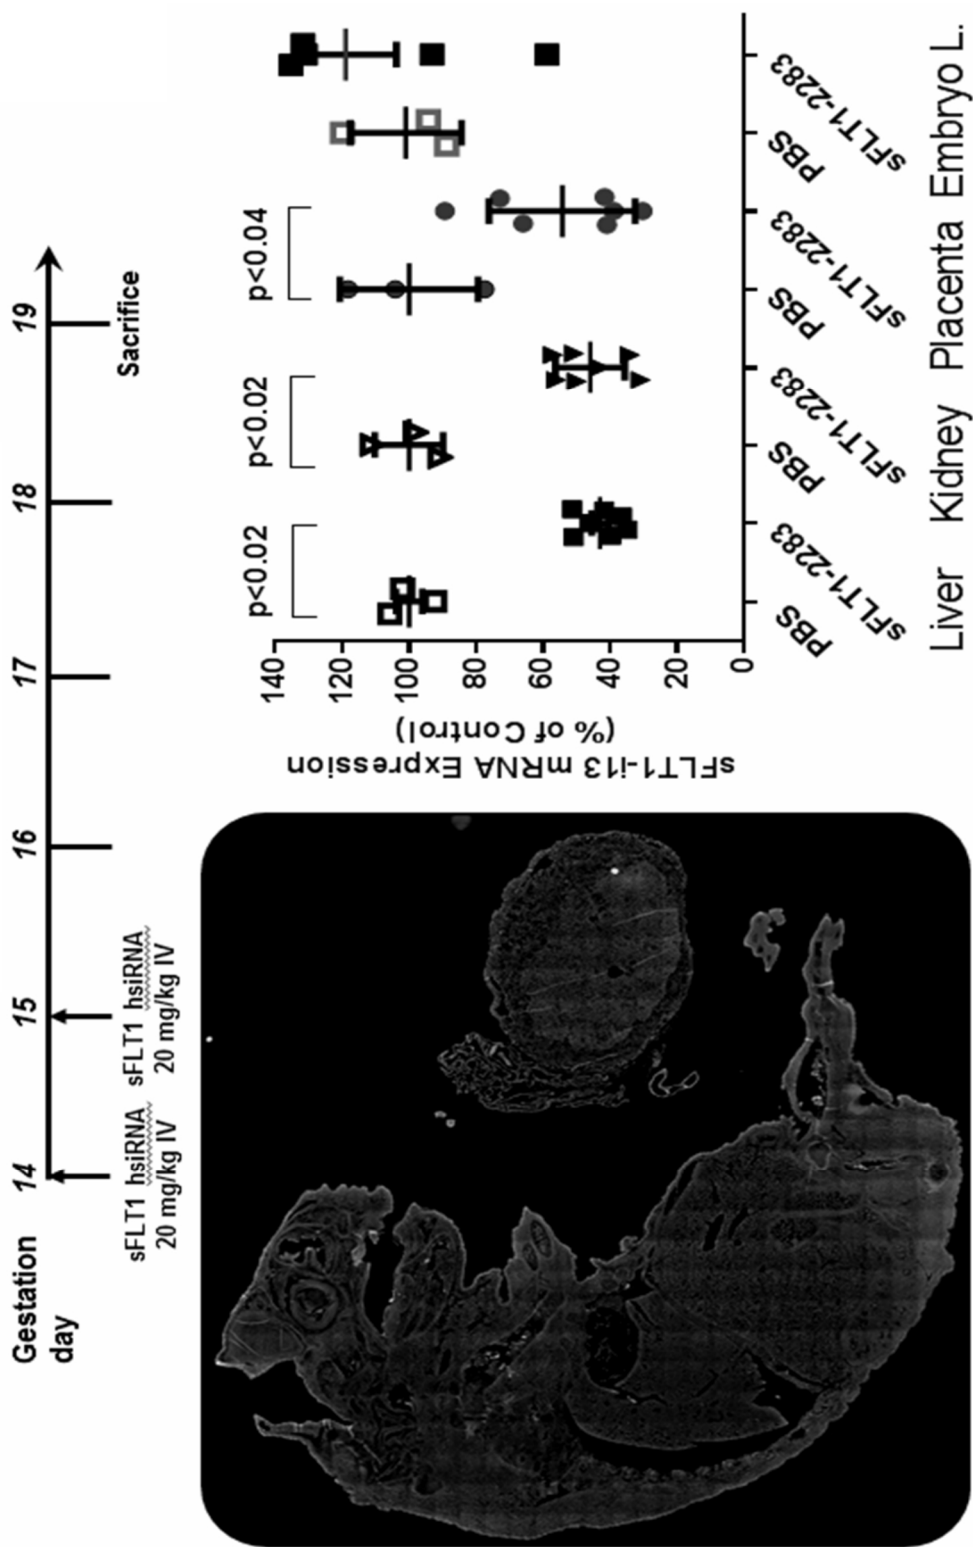 Gestation
day
14 15 16 17 18 19
sFLT1 hsiRNA
20 mg/kg IV
sFLT1 hsiRNA
20 mg/kg IV
Sacrifice
sFLT1-i13 mRNA Expression
(% of Control)
140
120
100
80
60
40
20
0
p<0.02
p<0.02
p<0.04
PBS
sFLT1-2283
PBS
sFLT1-2283
PBS
sFLT1-2283
PBS
sFLT1-2283
Liver Kidney Placenta Embryo L.